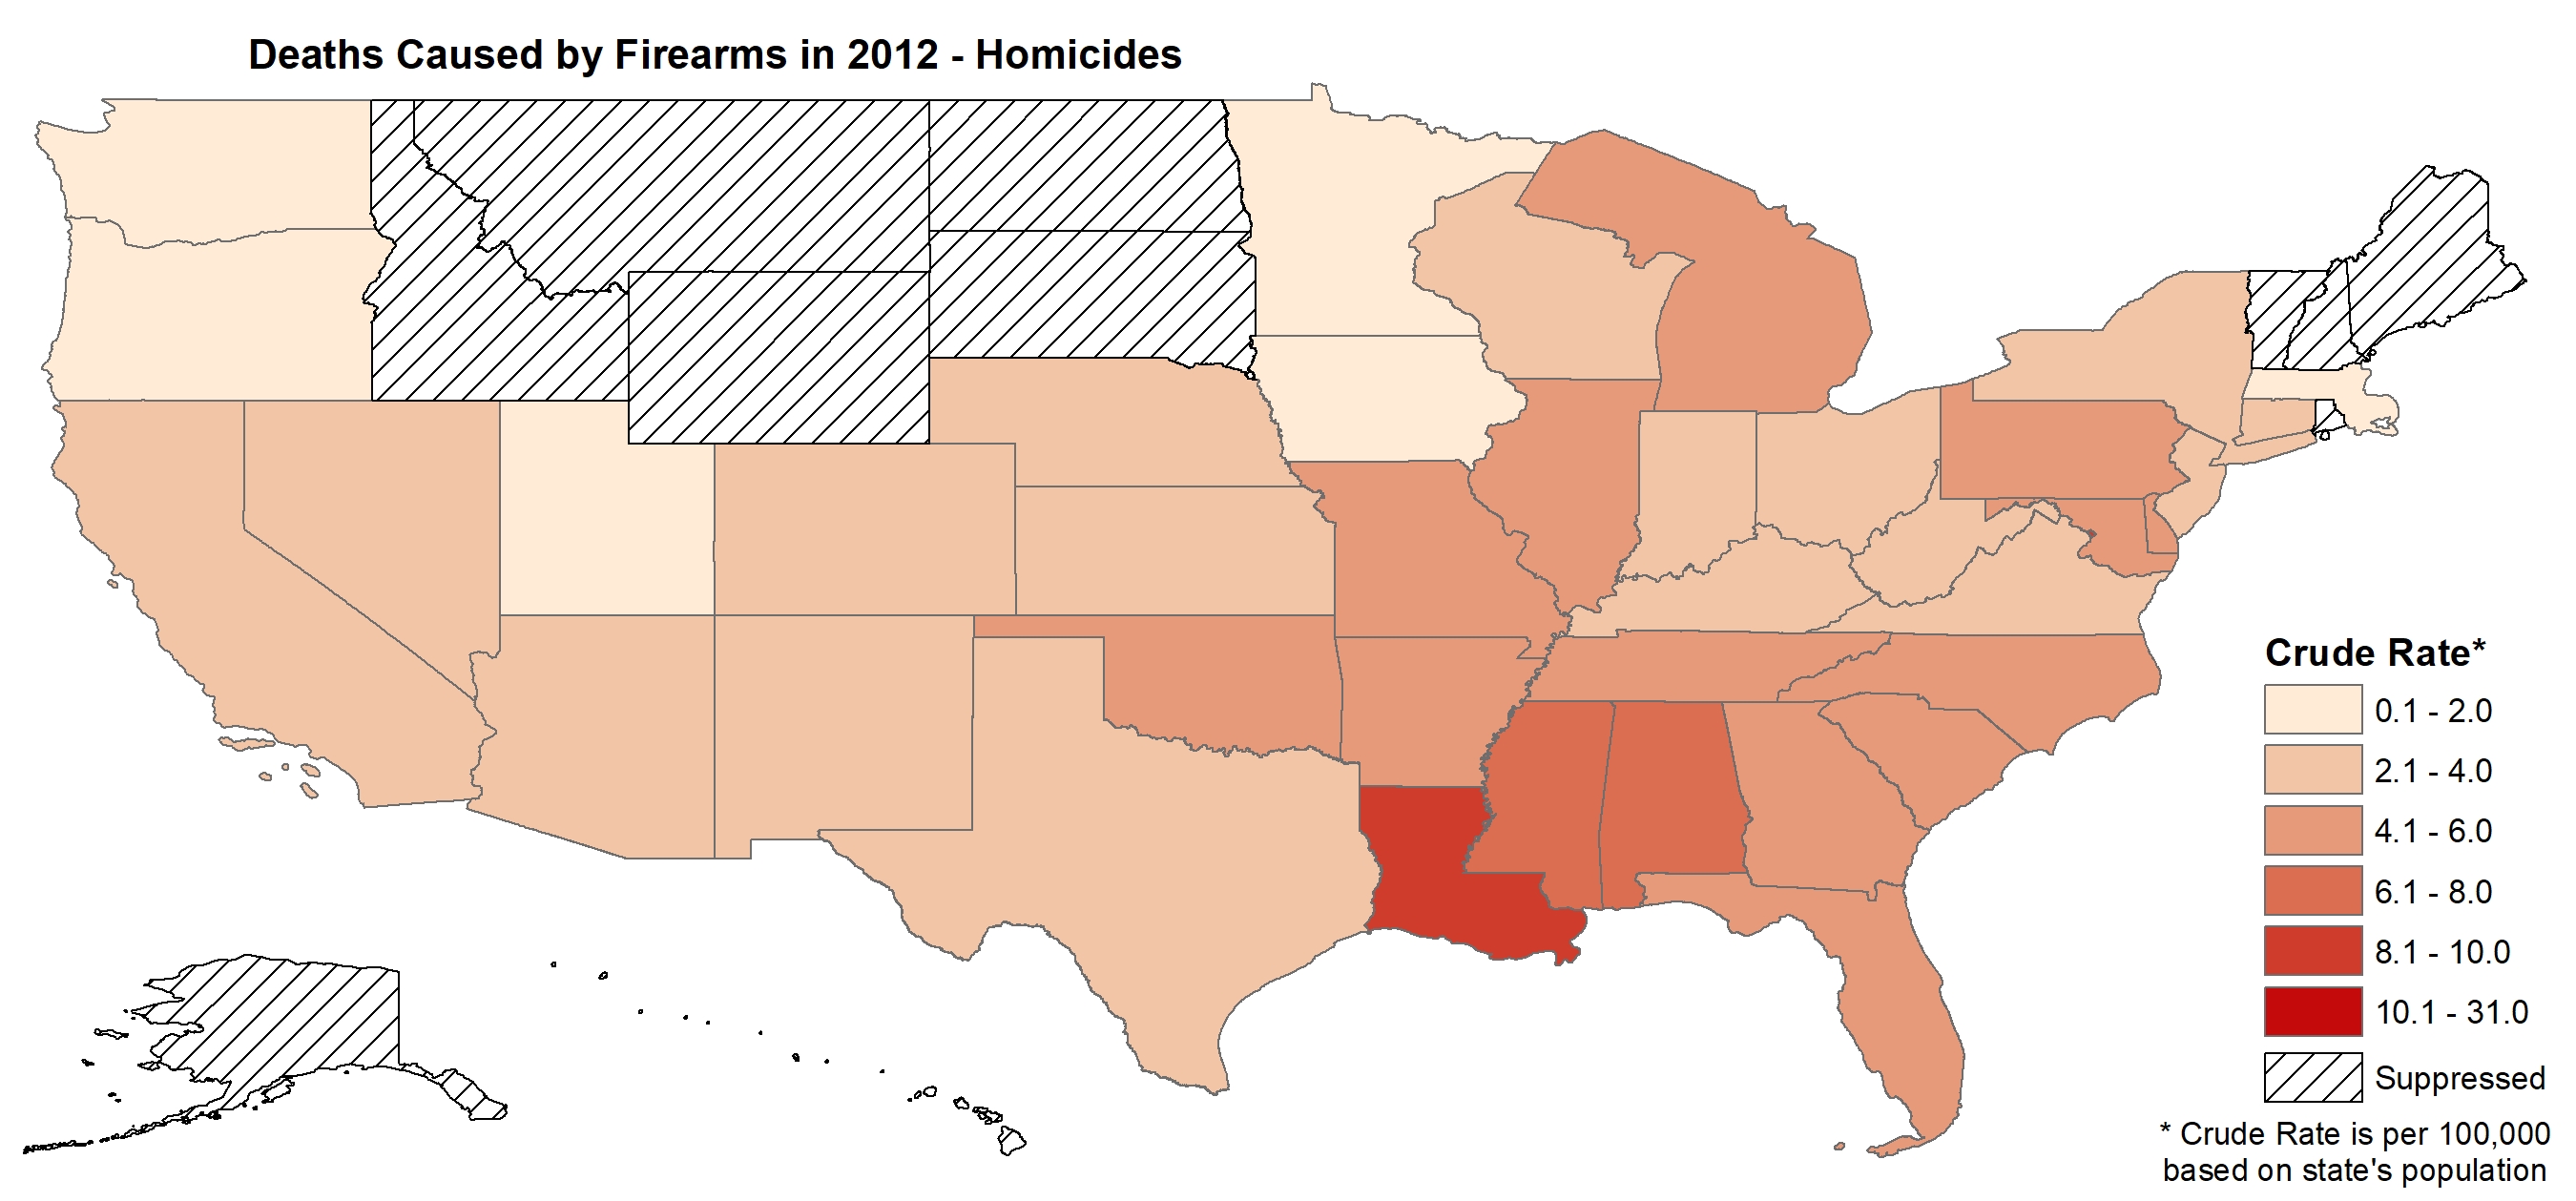 Deaths Caused by Firearms in 2012 - Homicides
Crude Rate*
0.1 - 2.0
2.1 - 4.0
4.1 - 6.0
6.1 - 8.0
8.1 - 10.0
10.1 - 31.0
Suppressed
* Crude Rate is per 100,000
based on state's population